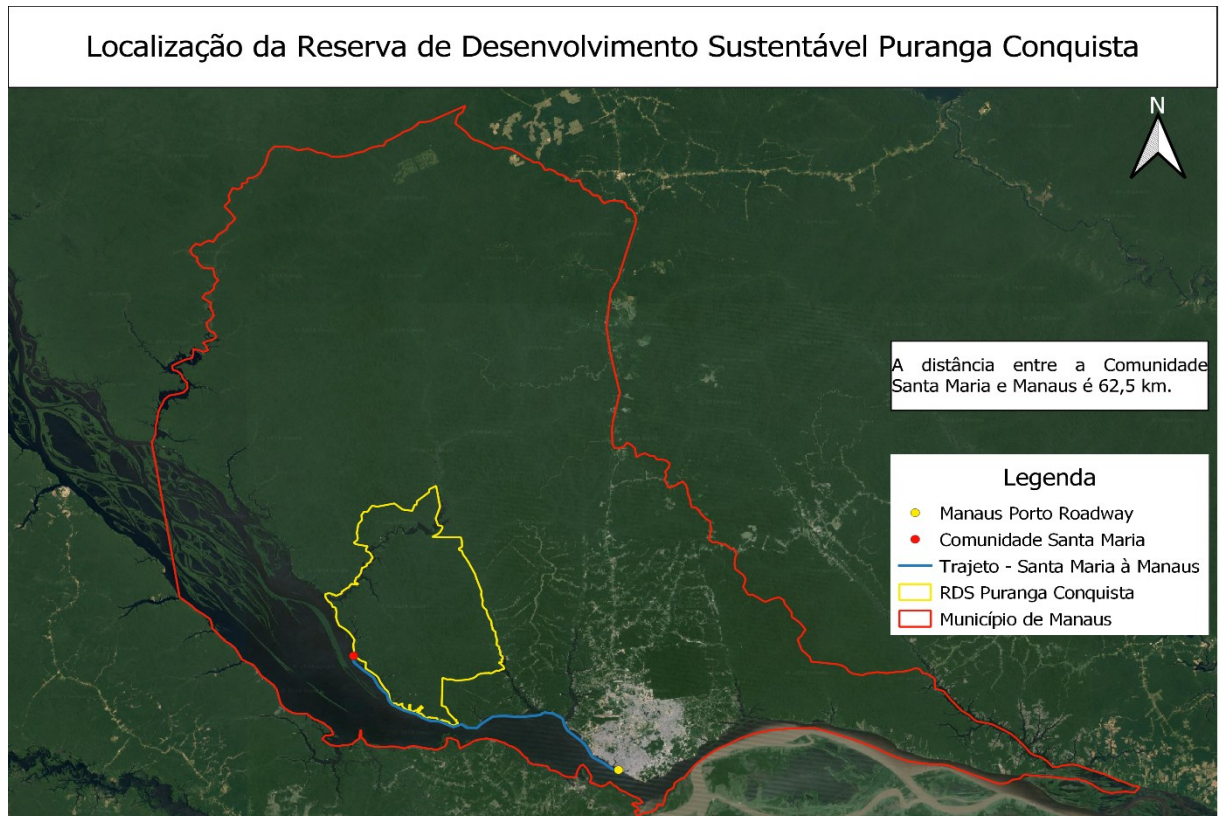 Localização da Reserva de Desenvolvimento Sustentável Puranga Conquista
N
A distância entre a Comunidade
Santa Maria e Manaus é 62,5 km.
Legenda
Manaus Porto Roadway
Comunidade Santa Maria
Trajeto - Santa Maria à Manaus
RDS Puranga Conquista
Município de Manaus